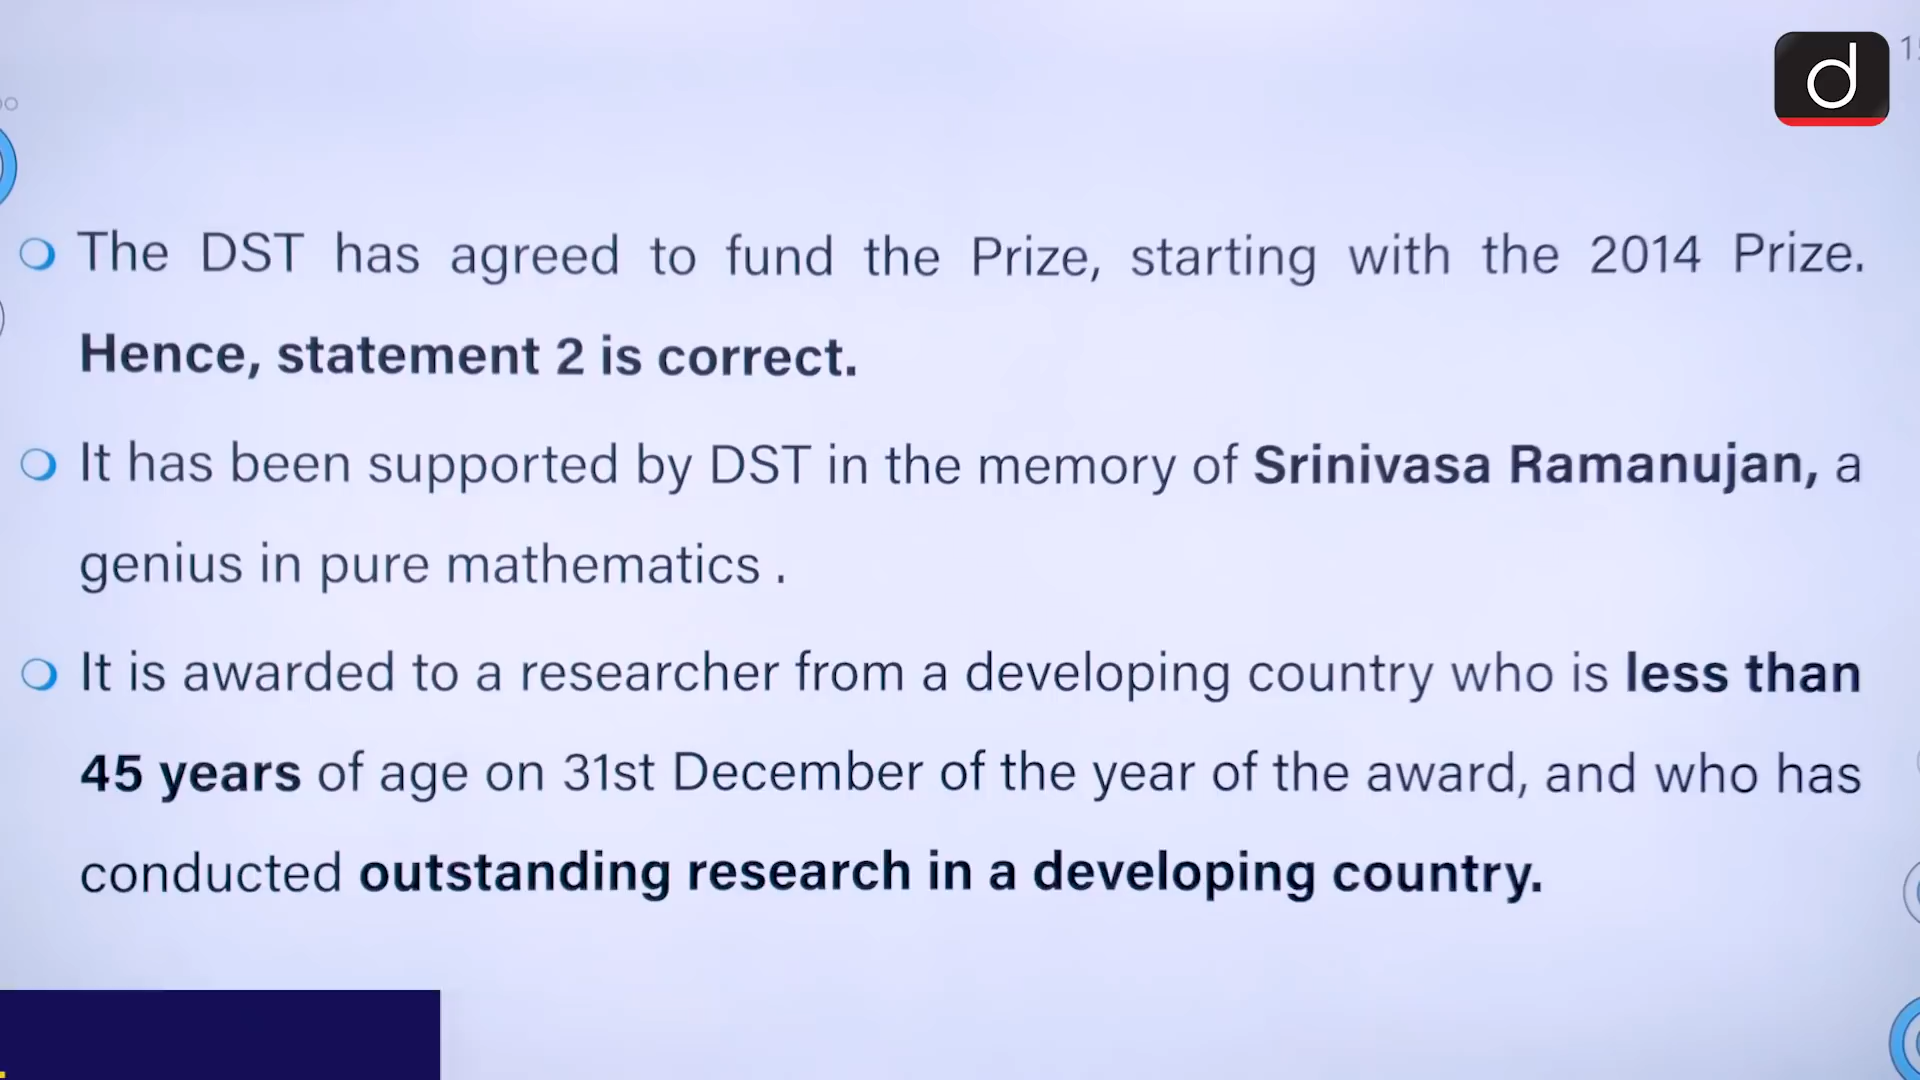 d
The DST has agreed to fund the Prize, starting with the 2014 Prize.
Hence, statement 2 is correct.
It has been supported by DST in the memory of Srinivasa Ramanujan, a
genius in pure mathematics .
It is awarded to a researcher from a developing country who is less than
45 years of age on 31st December of the year of the award, and who has
conducted outstanding research in a developing country.